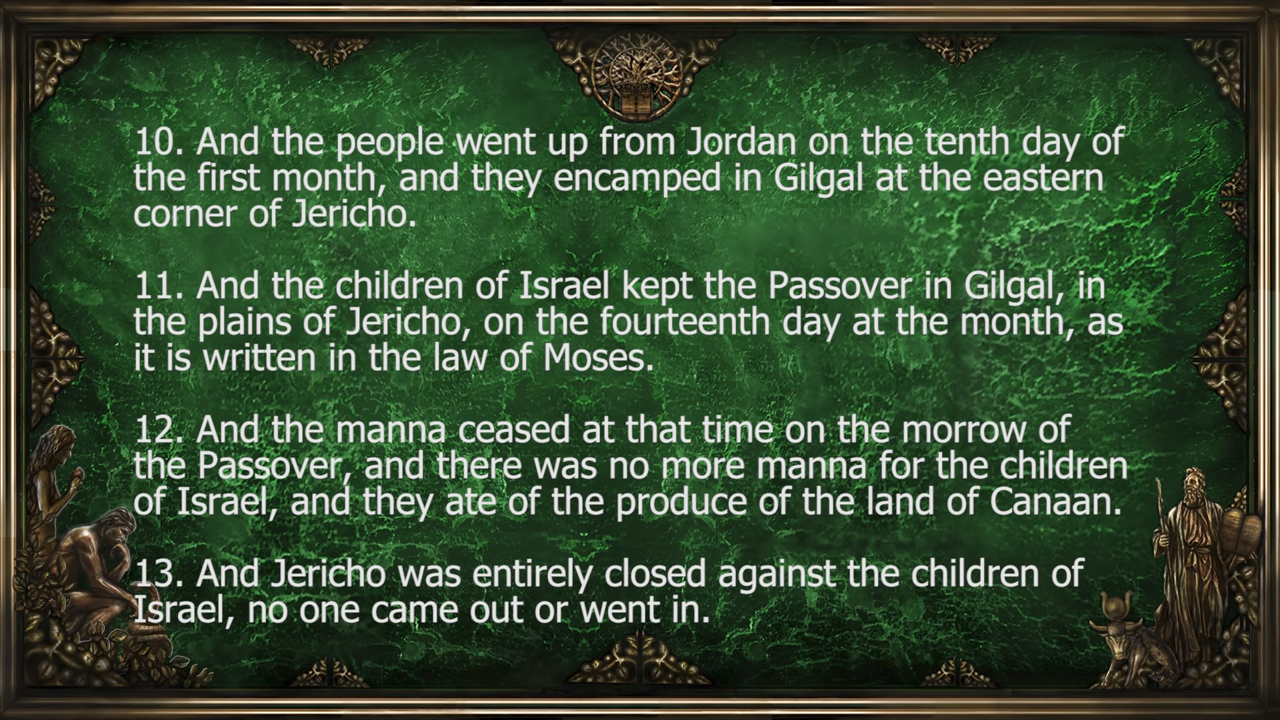 10. And the people went up from Jordan on the tenth day of
the first month, and they encamped in Gilgal at the eastern
corner of Jericho.
11. And the children of Israel kept the Passover in Gilgal, in
the plains of Jericho, on the fourteenth day at the month, as
it is written in the law of Moses.
12. And the manna ceased at that time on the morrow of
the Passover, and there was no more manna for the children
of Israel, and they ate of the produce of the land of Canaan.
13. And Jericho was entirely closed against the children of
Israel, no one came out or went in.